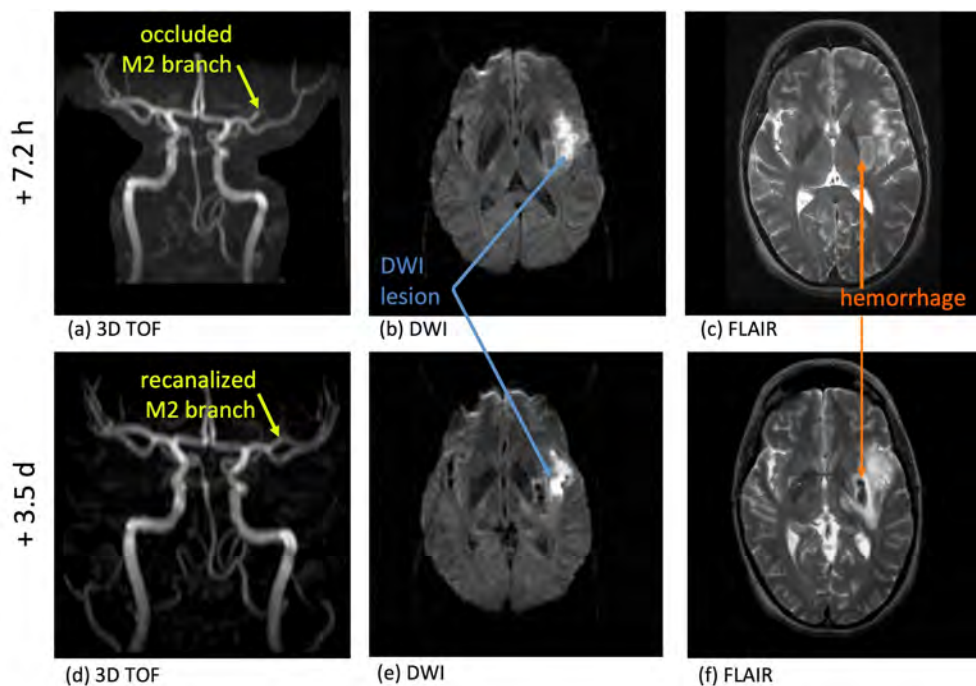 occluded
M2 branch
+ 7.2 h
DWI
lesion
hemorrhage
(a) 3D TOF
(b) DWI
(c) FLAIR
recanalized
M2 branch
+ 3.5 d
(d) 3D TOF
(e) DWI
(f) FLAIR